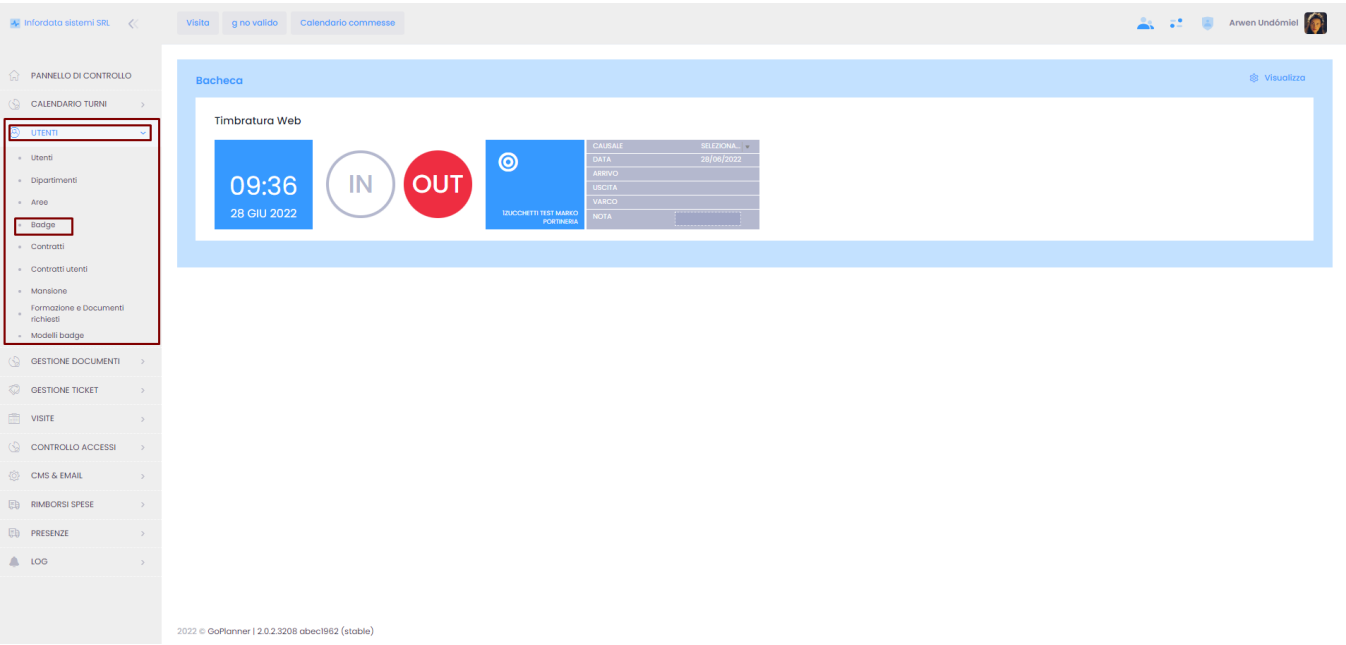 Infordata sistemi SRL
Visita
g no valido
Calendario commesse
Arwen Undómiel
PANNELLO DI CONTROLLO
CALENDARIO TURNI
UTENTI
Utenti
Dipartimenti
Aree
Badge
Contratti
Contratti utenti
Mansione
Formazione e Documenti
richiesti
Modelli badge
GESTIONE DOCUMENTI
GESTIONE TICKET
VISITE
CONTROLLO ACCESSI
CMS & EMAIL
RIMBORSI SPESE
PRESENZE
LOG
Bacheca
Visualizza
Timbratura Web
09:36
28 GIU 2022
IN
OUT
1ZUCCHETTI TEST MARKO
PORTINERIA
CAUSALE SELEZIONA...
DATA 28/06/2022
ARRIVO
USCITA
VARCO
NOTA
2022 © GoPlanner | 2.0.2.3208 abec1962 (stable)